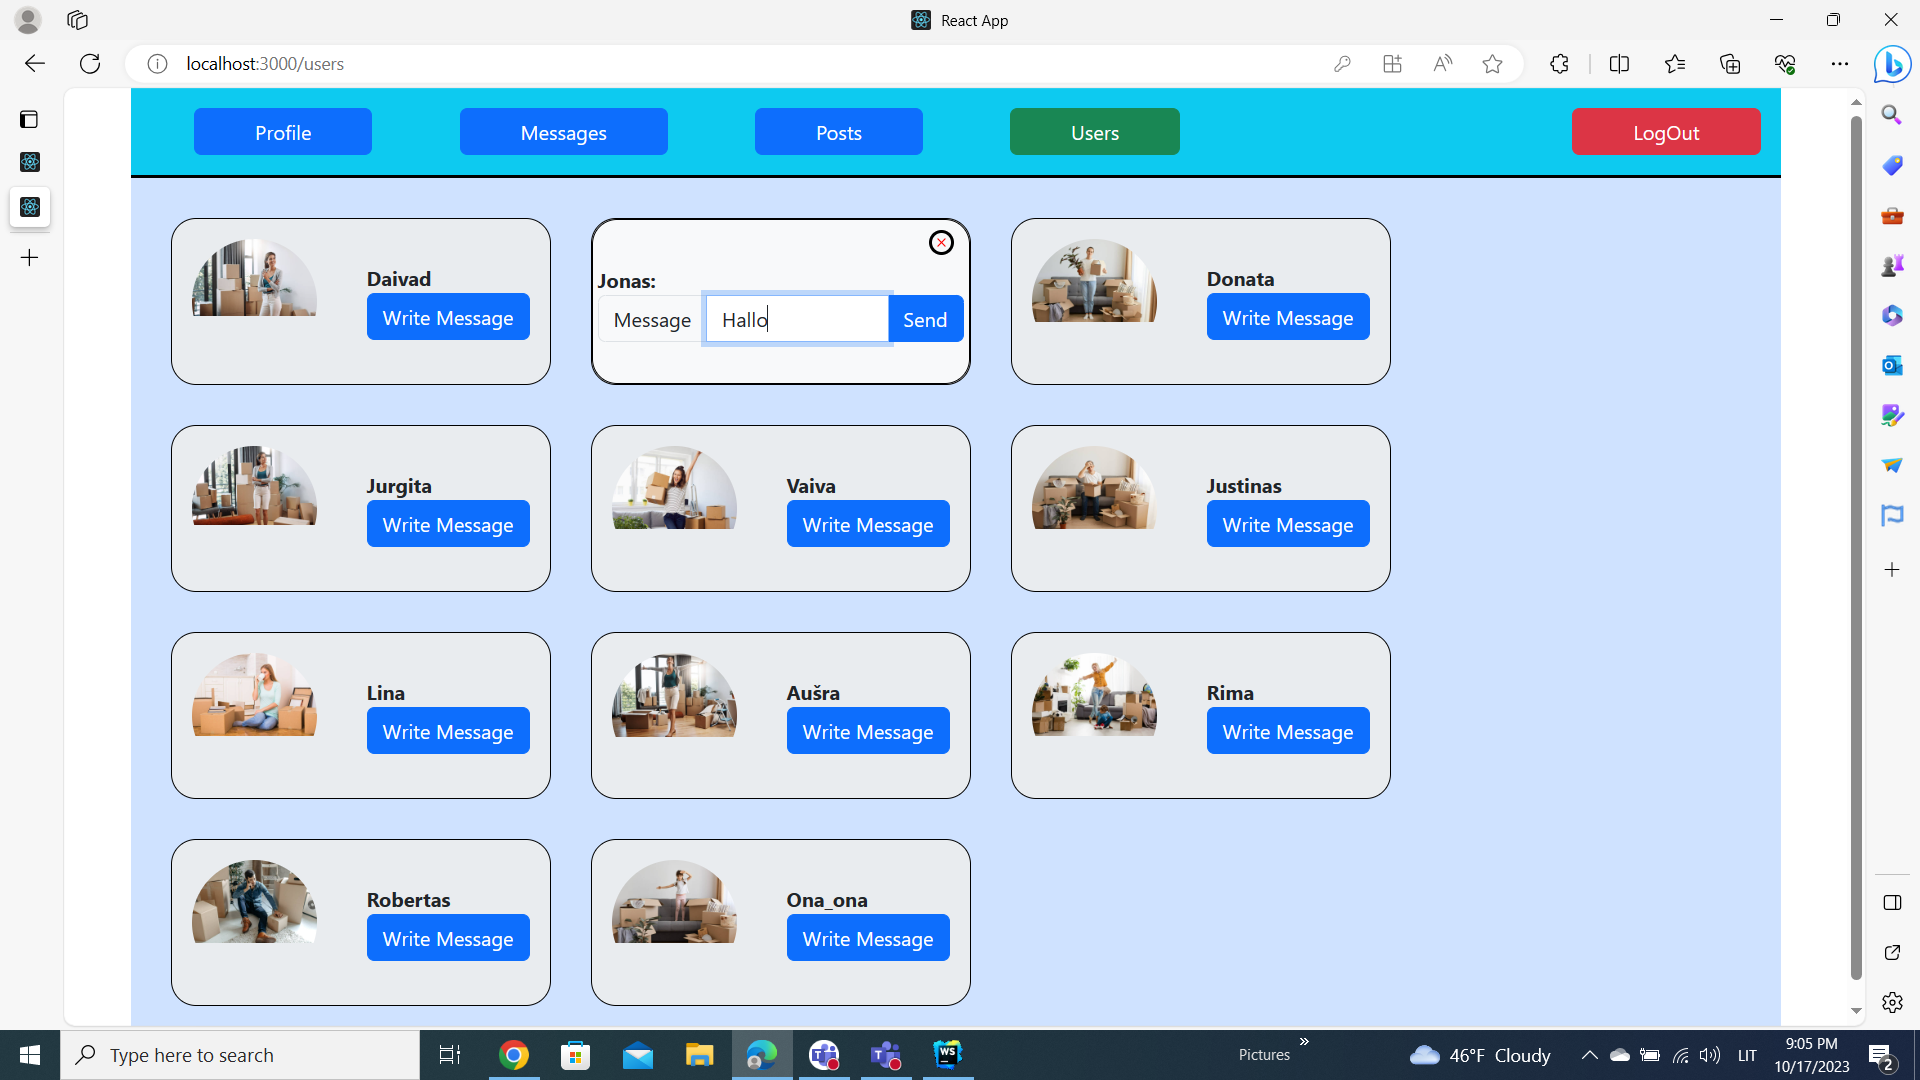 React App
localhost:3000/users
Profile
Messages
Posts
Users
LogOut
Daivad
Write Message
Jonas:
Message
Hallo
Send
Donata
Write Message
Jurgita
Write Message
Vaiva
Write Message
Justinas
Write Message
Lina
Write Message
Aušra
Write Message
Rima
Write Message
Robertas
Write Message
Ona_ona
Write Message
Type here to search
WS
Pictures
46°F Cloudy
LIT
9:05 PM
10/17/2023
2